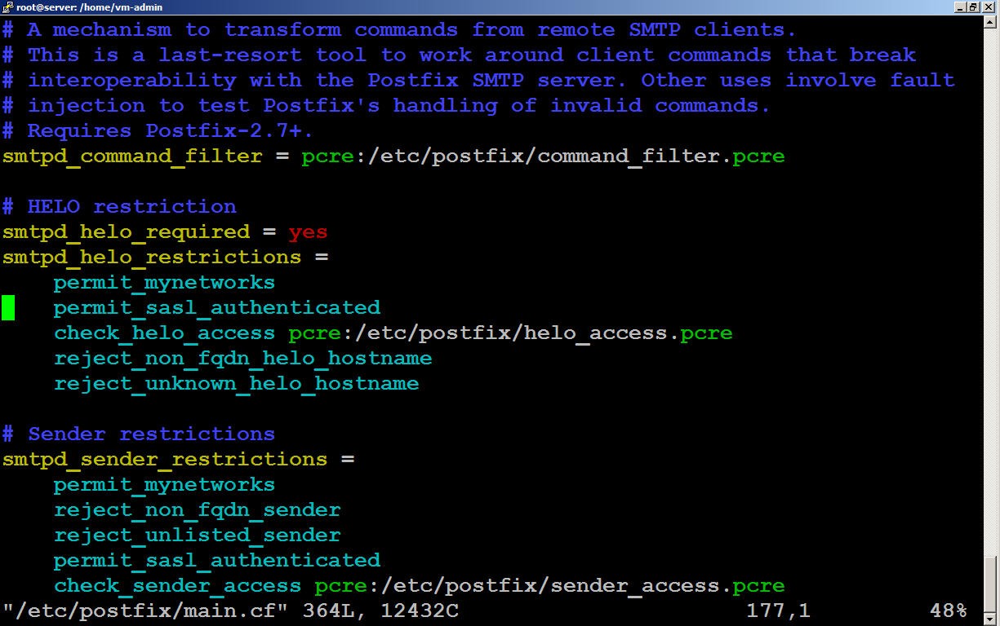 root@server: /home/vm-admin
# A mechanism to transform commands from remote SMTP clients.
# This is a last-resort tool to work around client commands that break
# interoperability with the Postfix SMTP server. Other uses involve fault
# injection to test Postfix's handling of invalid commands.
# Requires Postfix-2.7+.
smtpd_command_filter = pcre:/etc/postfix/command_filter.pcre

# HELO restriction
smtpd_helo_required = yes
smtpd_helo_restrictions =
    permit_mynetworks
    permit_sasl_authenticated
    check_helo_access pcre:/etc/postfix/helo_access.pcre
    reject_non_fqdn_helo_hostname
    reject_unknown_helo_hostname

# Sender restrictions
smtpd_sender_restrictions =
    permit_mynetworks
    reject_non_fqdn_sender
    reject_unlisted_sender
    permit_sasl_authenticated
    check_sender_access pcre:/etc/postfix/sender_access.pcre
"/etc/postfix/main.cf" 364L, 12432C 177,1 48%